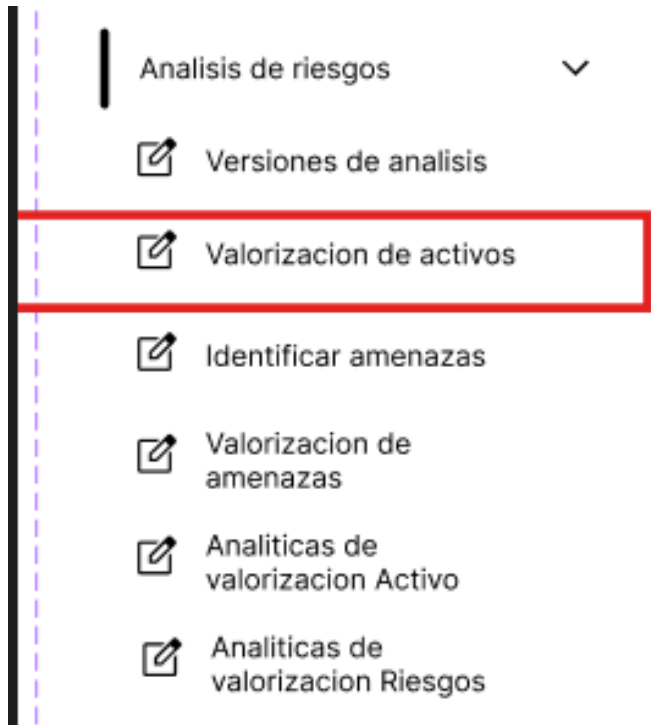 Analisis de riesgos
Versiones de analisis
Valorizacion de activos
Identificar amenazas
Valorizacion de
amenazas
Analiticas de
valorizacion Activo
Analiticas de
valorizacion Riesgos